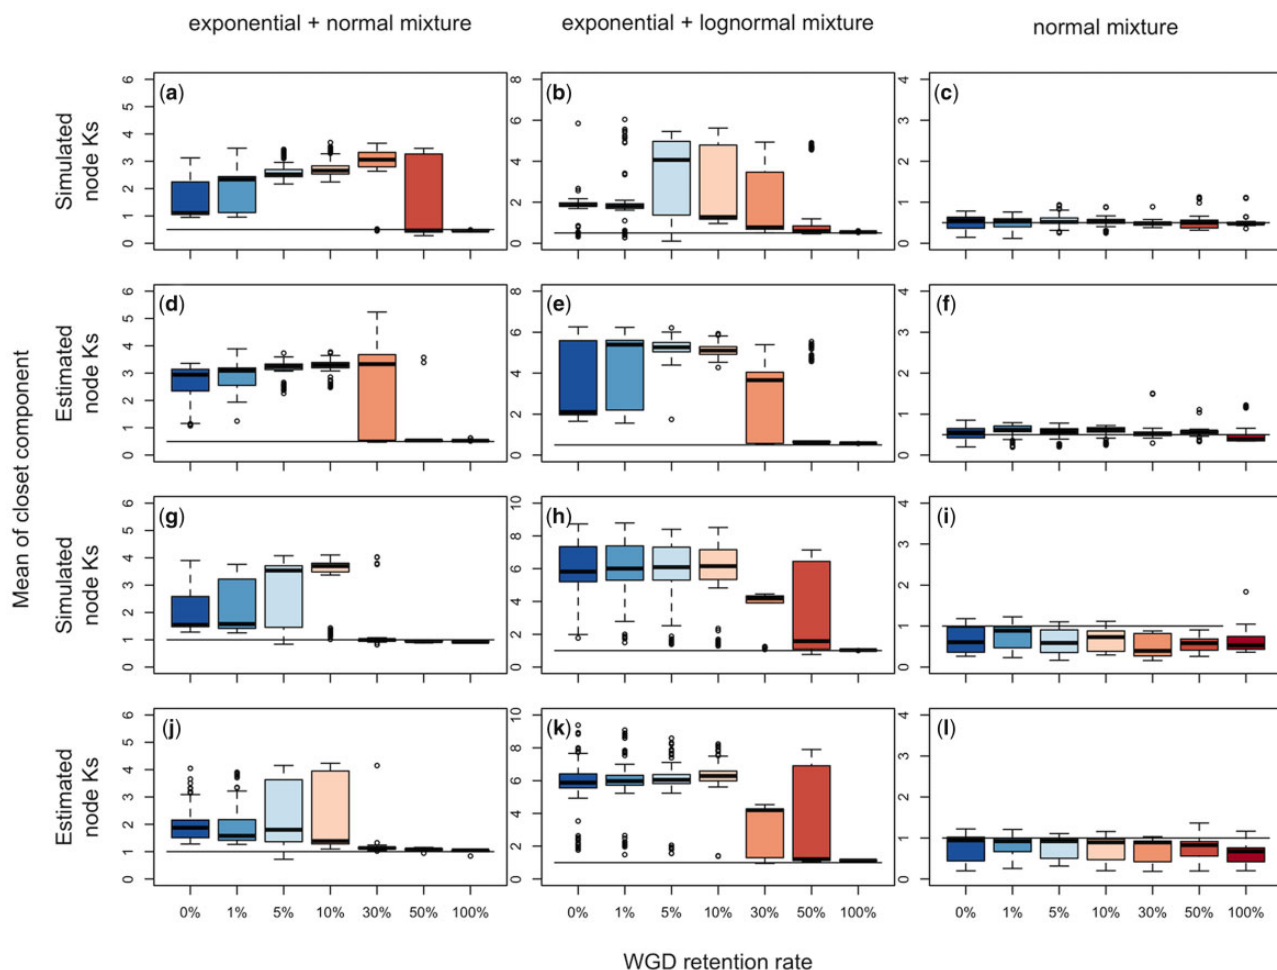 exponential + normal mixture
exponential + lognormal mixture
normal mixture
Mean of closet component
Simulated
node Ks
(a)
0 1 2 3 4 5 6
(b)
0 2 4 6 8
(c)
0 1 2 3 4
Estimated
node Ks
(d)
0 1 2 3 4 5 6
(e)
0 2 4 6 8
(f)
0 1 2 3 4
Simulated
node Ks
(g)
0 1 2 3 4 5 6
(h)
0 2 4 6 8 10
(i)
0 1 2 3 4
Estimated
node Ks
(j)
0 1 2 3 4 5 6
(k)
0 2 4 6 8 10
(l)
0 1 2 3 4
0% 1% 5% 10% 30% 50% 100%
0% 1% 5% 10% 30% 50% 100%
0% 1% 5% 10% 30% 50% 100%
WGD retention rate